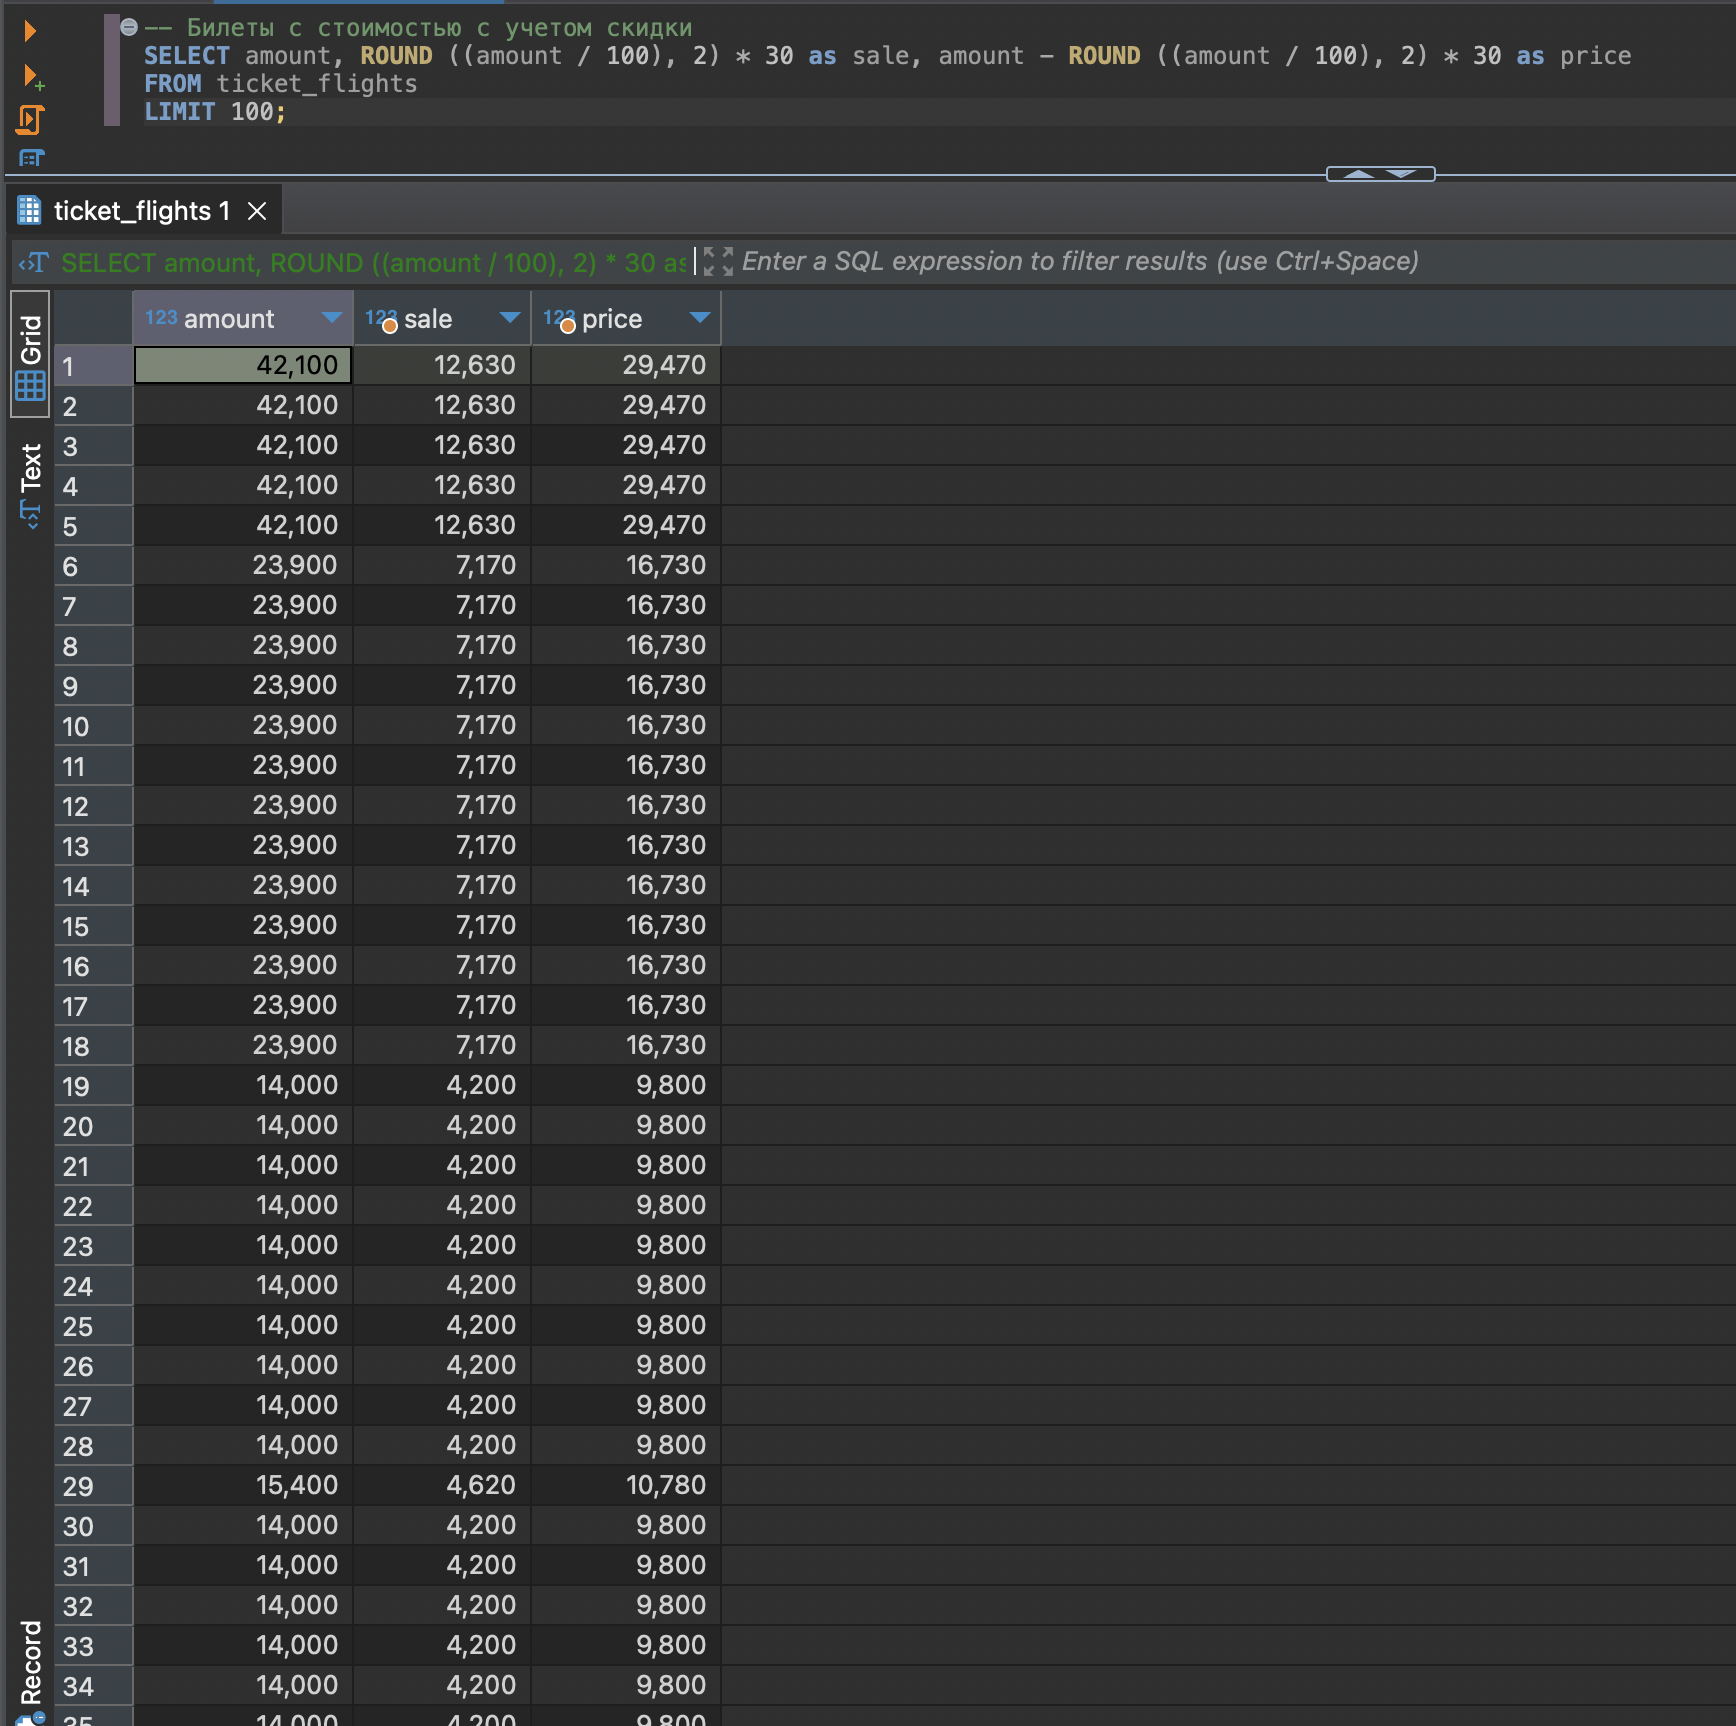 -- Билеты с стоимостью с учетом скидки
SELECT amount, ROUND ((amount / 100), 2) * 30 as sale, amount - ROUND ((amount / 100), 2) * 30 as price
FROM ticket_flights
LIMIT 100;
ticket_flights 1
SELECT amount, ROUND ((amount / 100), 2) * 30 as
Enter a SQL expression to filter results (use Ctrl+Space)
Grid
Text
Record
123 amount 123 sale 123 price
1 42,100 12,630 29,470
2 42,100 12,630 29,470
3 42,100 12,630 29,470
4 42,100 12,630 29,470
5 42,100 12,630 29,470
6 23,900 7,170 16,730
7 23,900 7,170 16,730
8 23,900 7,170 16,730
9 23,900 7,170 16,730
10 23,900 7,170 16,730
11 23,900 7,170 16,730
12 23,900 7,170 16,730
13 23,900 7,170 16,730
14 23,900 7,170 16,730
15 23,900 7,170 16,730
16 23,900 7,170 16,730
17 23,900 7,170 16,730
18 23,900 7,170 16,730
19 14,000 4,200 9,800
20 14,000 4,200 9,800
21 14,000 4,200 9,800
22 14,000 4,200 9,800
23 14,000 4,200 9,800
24 14,000 4,200 9,800
25 14,000 4,200 9,800
26 14,000 4,200 9,800
27 14,000 4,200 9,800
28 14,000 4,200 9,800
29 15,400 4,620 10,780
30 14,000 4,200 9,800
31 14,000 4,200 9,800
32 14,000 4,200 9,800
33 14,000 4,200 9,800
34 14,000 4,200 9,800
35 14,000 4,200 9,800